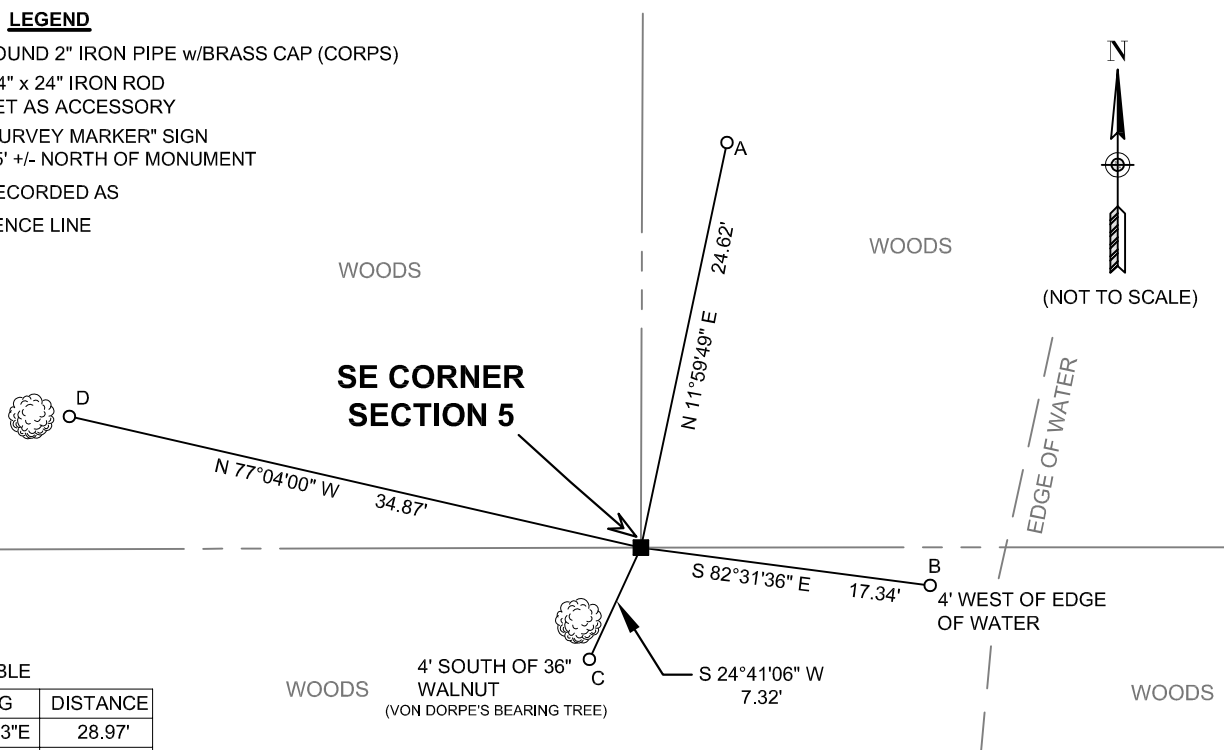 LEGEND
OUND 2" IRON PIPE w/BRASS CAP (CORPS)
4" x 24" IRON ROD
ET AS ACCESSORY
URVEY MARKER" SIGN
5' +/- NORTH OF MONUMENT
ECORDED AS
ENCE LINE
N
(NOT TO SCALE)
A
24.62'
N 11°59'49" E
WOODS
WOODS
EDGE OF WATER
SE CORNER
SECTION 5
D
N 77°04'00" W 34.87'
S 82°31'36" E 17.34'
B
4' WEST OF EDGE
OF WATER
4' SOUTH OF 36"
WALNUT
(VON DORPE'S BEARING TREE)
C
S 24°41'06" W
7.32'
WOODS
WOODS
BLE
G DISTANCE
3"E 28.97'